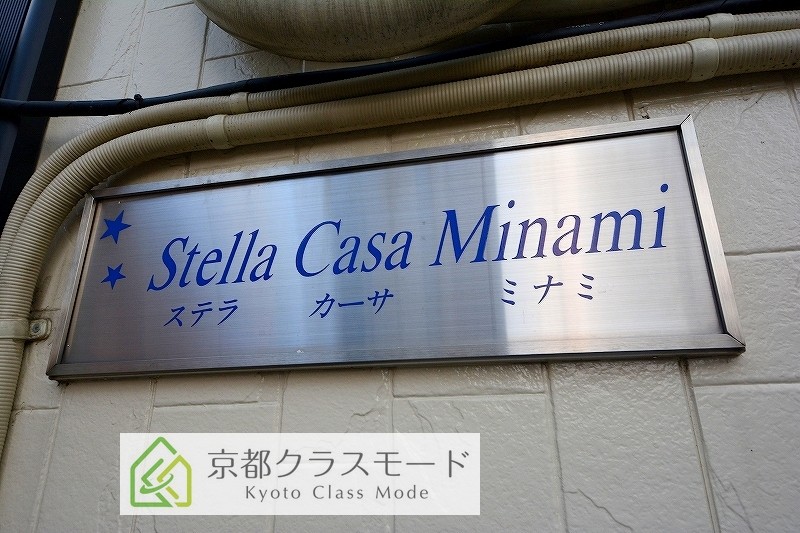 Stella Casa Minami
ステラ カーサ ミナミ
京都クラスモード
Kyoto Class Mode